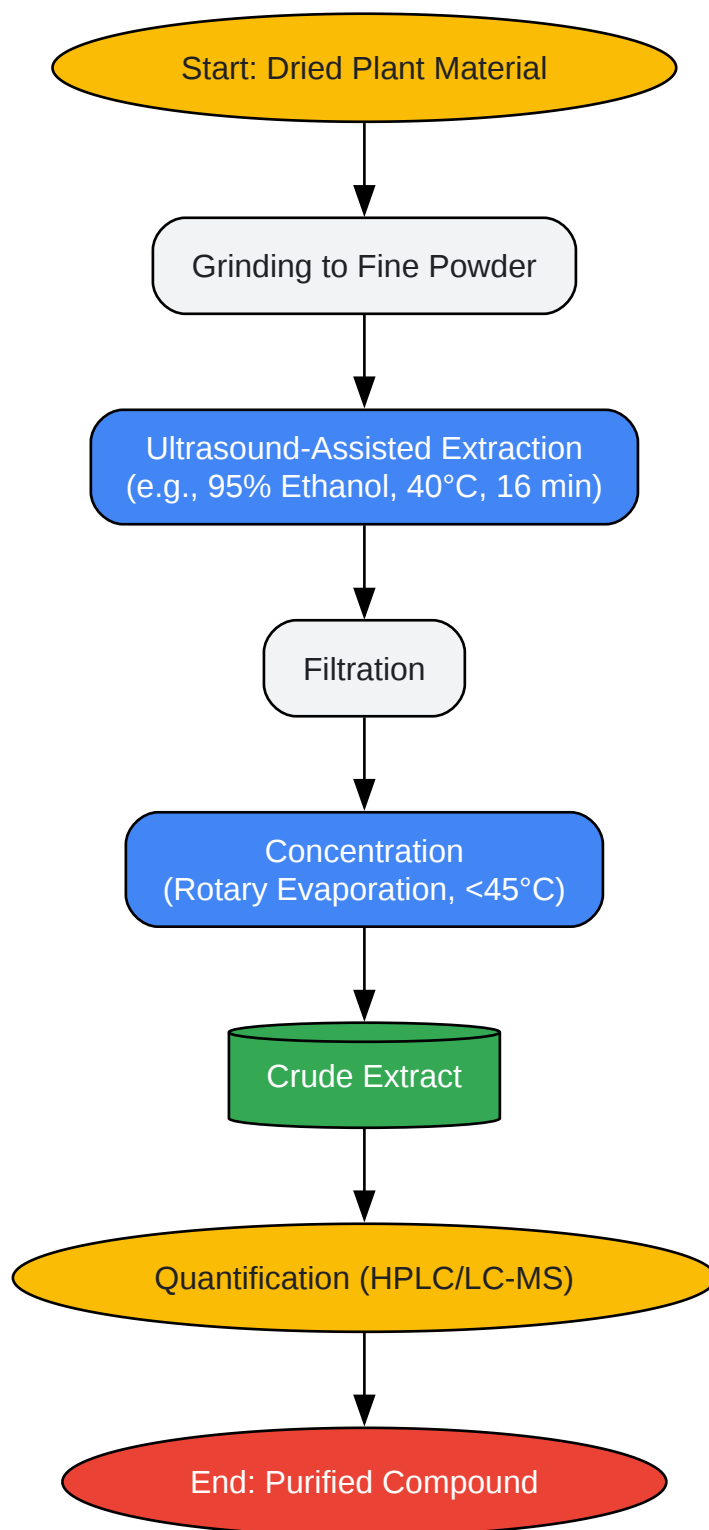 Start: Dried Plant Material
Grinding to Fine Powder
Ultrasound-Assisted Extraction
(e.g., 95% Ethanol, 40°C, 16 min)
Filtration
Concentration
(Rotary Evaporation, <45°C)
Crude Extract
Quantification (HPLC/LC-MS)
End: Purified Compound